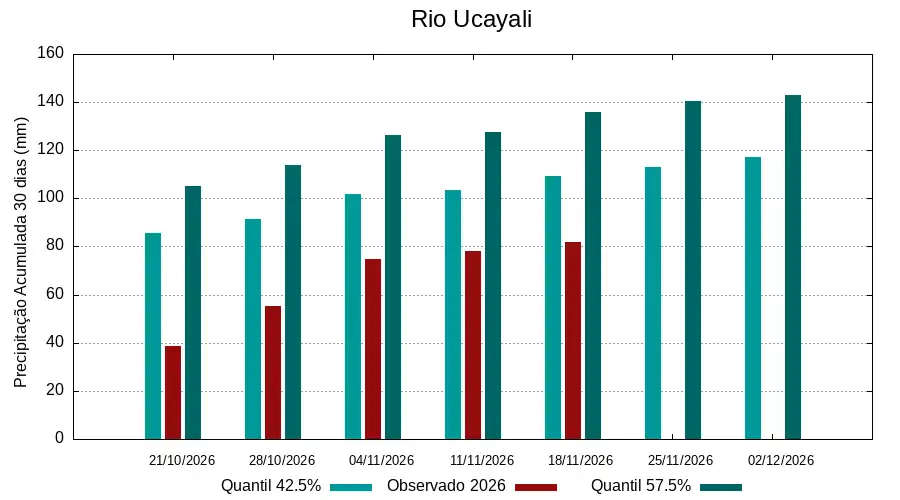 Rio Ucayali
Precipitação Acumulada 30 dias (mm)
160
140
120
100
80
60
40
20
0
21/10/2026 28/10/2026 04/11/2026 11/11/2026 18/11/2026 25/11/2026 02/12/2026
Quantil 42.5% Observado 2026 Quantil 57.5%